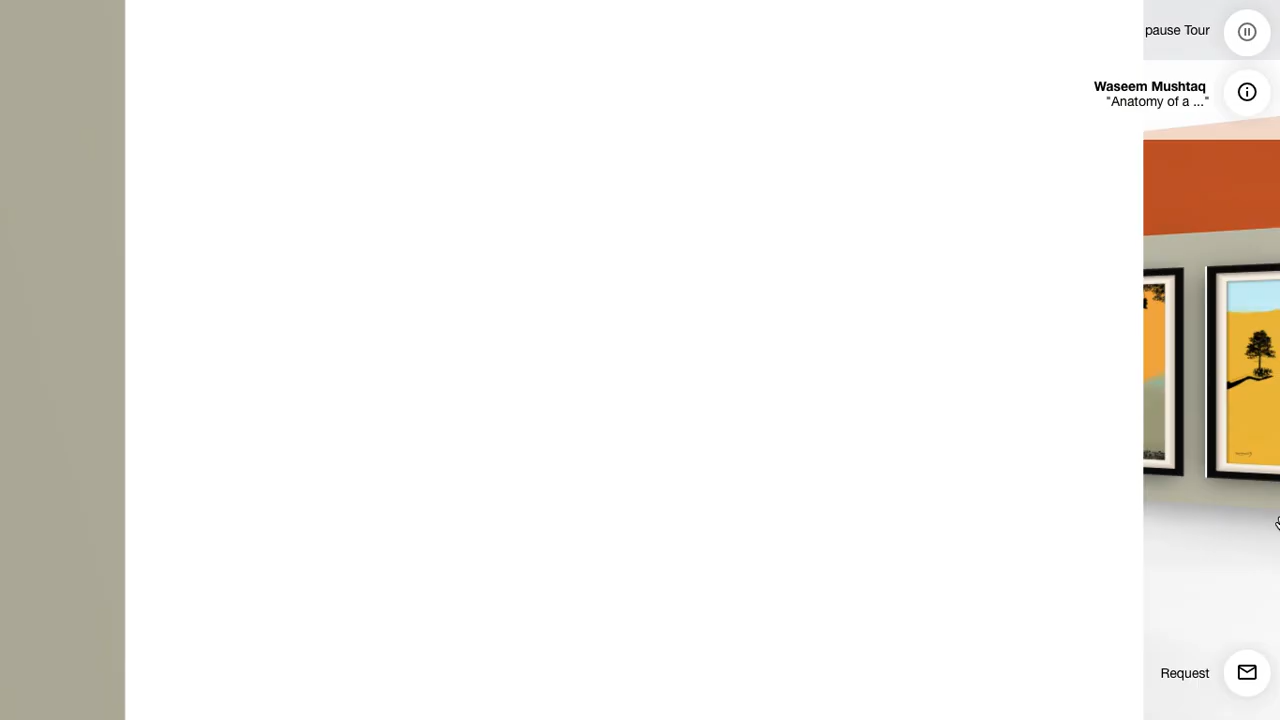 pause Tour
Waseem Mushtaq
"Anatomy of a ..."
Request